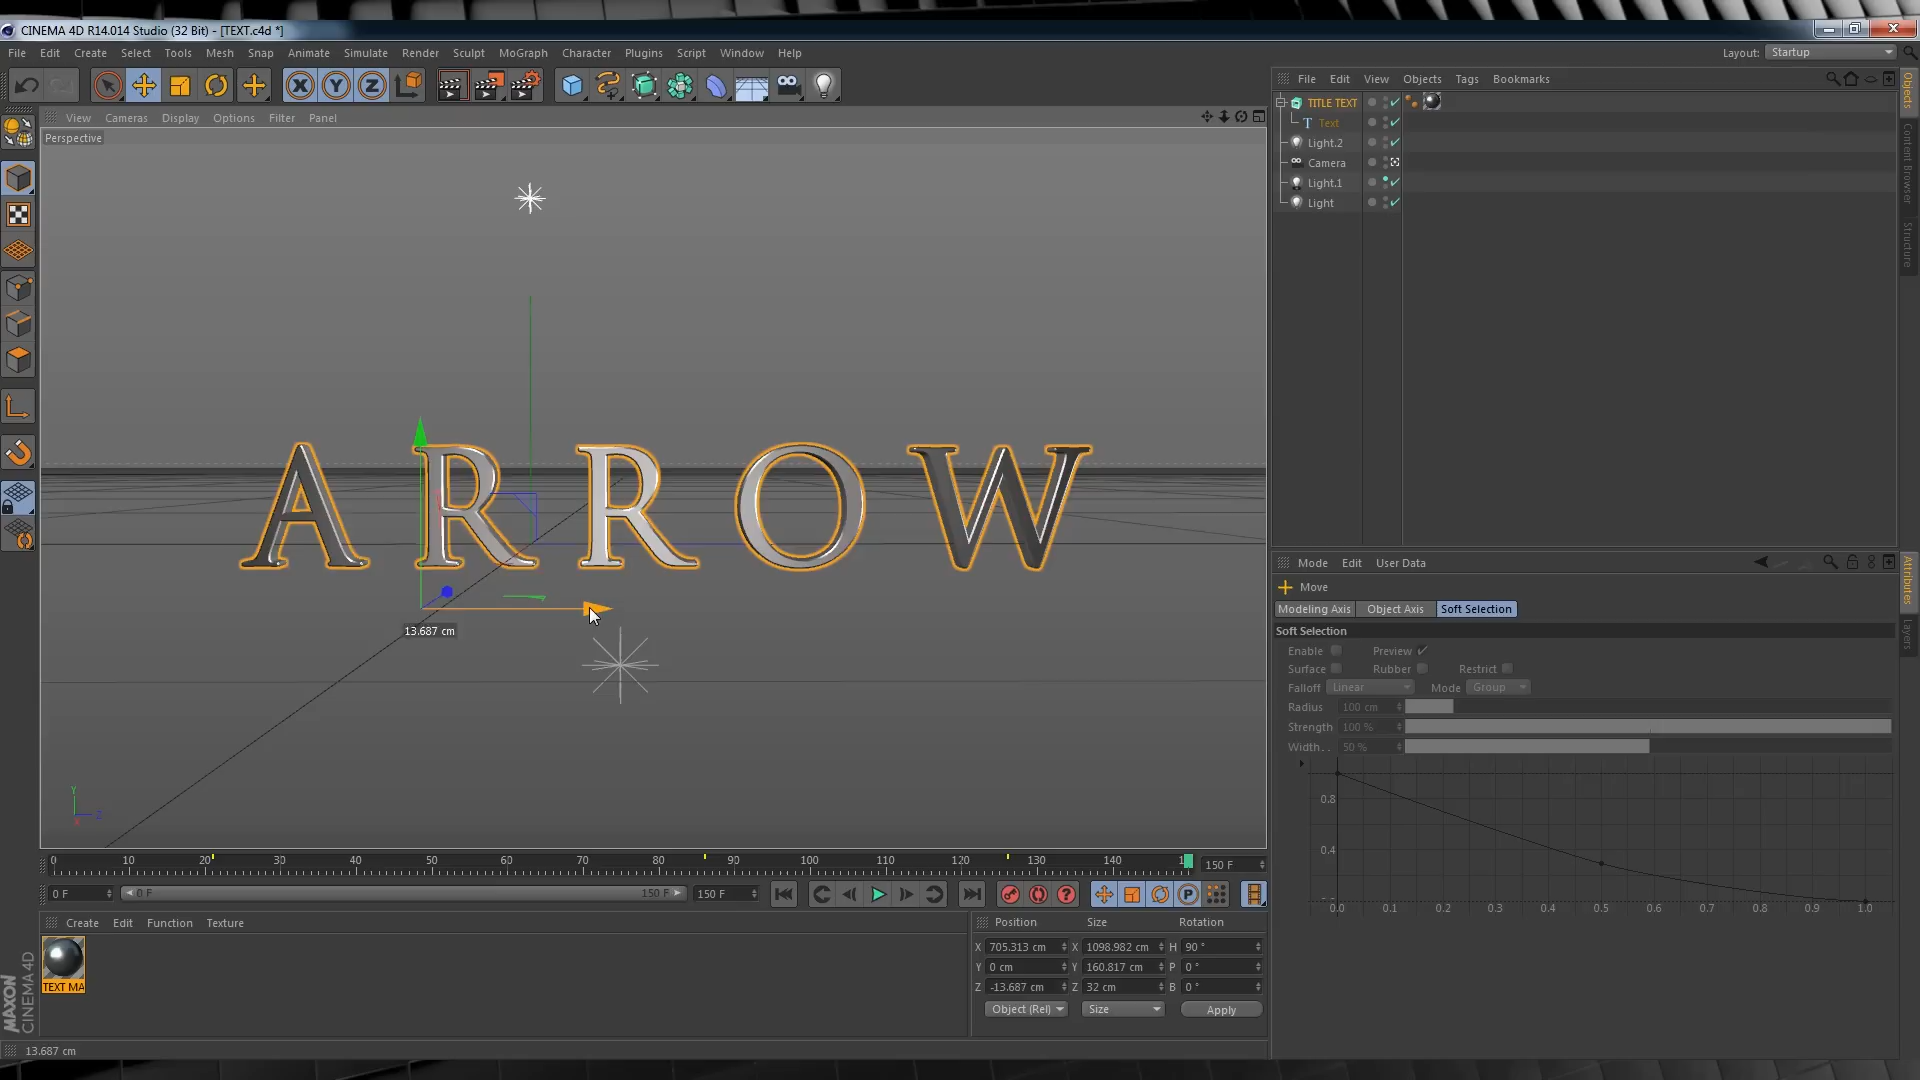 CINEMA 4D R14.014 Studio (32 Bit) - [TEXT.c4d *]
File Edit Create Select Tools Mesh Snap Animate Simulate Render Sculpt MoGraph Character Plugins Script Window Help
Layout: Startup
X Y Z
File Edit View Objects Tags Bookmarks
View Cameras Display Options Filter Panel
Perspective
TITLE TEXT
Text
Light.2
Camera
Light.1
Light
Objects
Content Browser
Structure
ARROW
13.687 cm
Y
Z
X
Mode Edit User Data
Move
Modeling Axis Object Axis Soft Selection
Soft Selection
Enable Preview
Surface Rubber Restrict
Falloff Linear Mode Group
Radius 100 cm
Strength 100 %
Width.. 50 %
0.8
0.4
0.0 0.1 0.2 0.3 0.4 0.5 0.6 0.7 0.8 0.9 1.0
Attributes
Layers
0 10 20 30 40 50 60 70 80 90 100 110 120 130 140 150 F
0 F 0 F 150 F 150 F
P
Create Edit Function Texture
TEXT MA
Position Size Rotation
X 705.313 cm X 1098.982 cm H 90 °
Y 0 cm Y 160.817 cm P 0 °
Z -13.687 cm Z 32 cm B 0 °
Object (Rel) Size Apply
MAXON
CINEMA 4D
13.687 cm